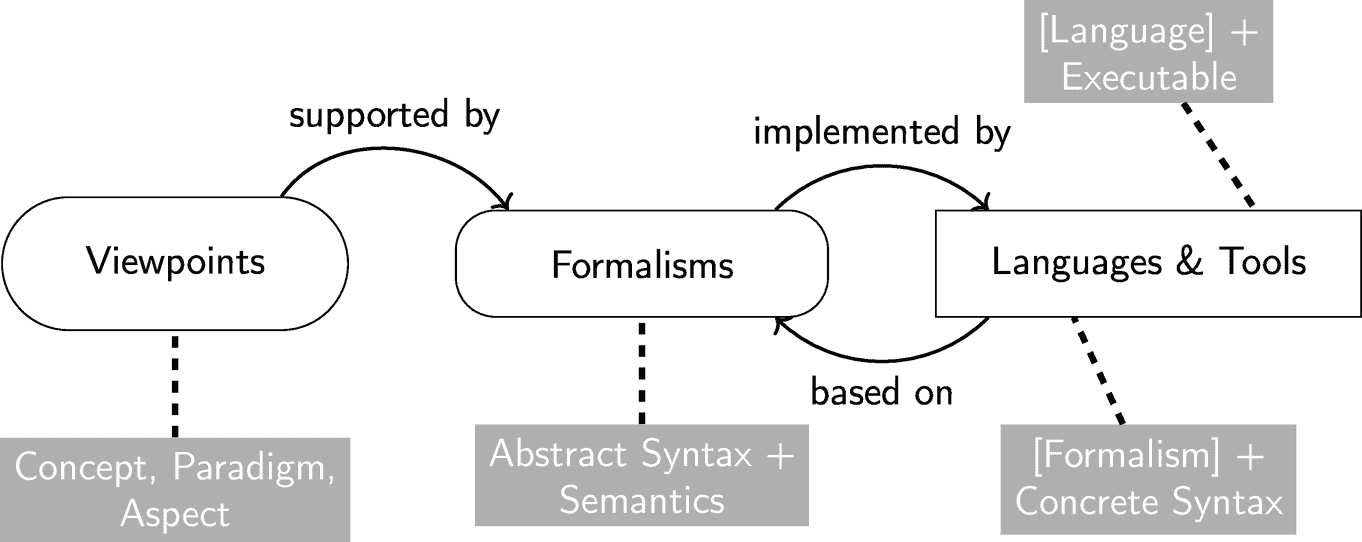 [Language] +
Executable
supported by
implemented by
Viewpoints
Formalisms
Languages & Tools
based on
Concept, Paradigm,
Aspect
Abstract Syntax +
Semantics
[Formalism] +
Concrete Syntax